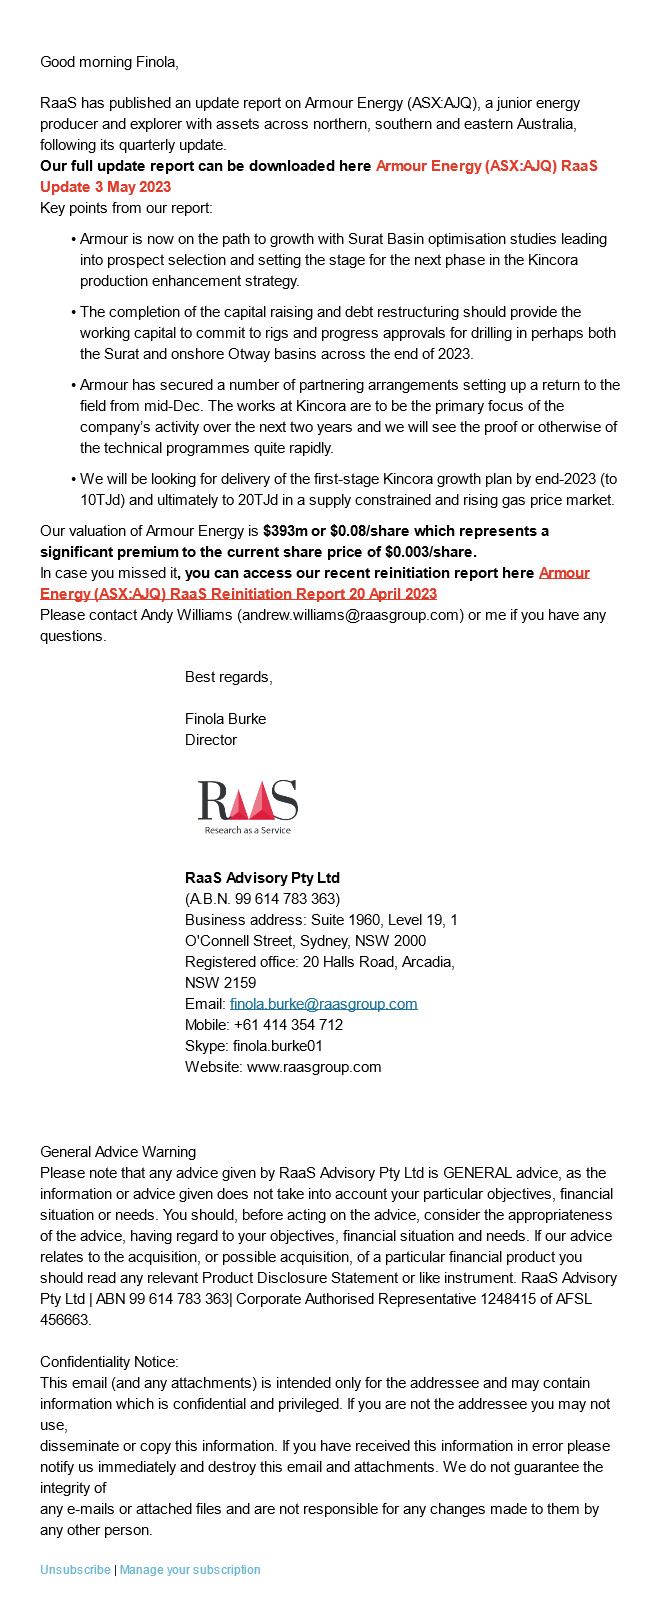 Good morning Finola,
RaaS has published an update report on Armour Energy (ASX:AJQ), a junior energy
producer and explorer with assets across northern, southern and eastern Australia,
following its quarterly update.
Our full update report can be downloaded here Armour Energy (ASX:AJQ) RaaS
Update 3 May 2023
Key points from our report:
• Armour is now on the path to growth with Surat Basin optimisation studies leading
into prospect selection and setting the stage for the next phase in the Kincora
production enhancement strategy.
• The completion of the capital raising and debt restructuring should provide the
working capital to commit to rigs and progress approvals for drilling in perhaps both
the Surat and onshore Otway basins across the end of 2023.
• Armour has secured a number of partnering arrangements setting up a return to the
field from mid-Dec. The works at Kincora are to be the primary focus of the
company's activity over the next two years and we will see the proof or otherwise of
the technical programmes quite rapidly.
• We will be looking for delivery of the first-stage Kincora growth plan by end-2023 (to
10TJd) and ultimately to 20TJd in a supply constrained and rising gas price market.
Our valuation of Armour Energy is $393m or $0.08/share which represents a
significant premium to the current share price of $0.003/share.
In case you missed it, you can access our recent reinitiation report here Armour
Energy (ASX:AJQ) RaaS Reinitiation Report 20 April 2023
Please contact Andy Williams (andrew.williams@raasgroup.com) or me if you have any
questions.
Best regards,
Finola Burke
Director
RaaS
Research as a Service
RaaS Advisory Pty Ltd
(A.B.N. 99 614 783 363)
Business address: Suite 1960, Level 19, 1
O'Connell Street, Sydney, NSW 2000
Registered office: 20 Halls Road, Arcadia,
NSW 2159
Email: finola.burke@raasgroup.com
Mobile: +61 414 354 712
Skype: finola.burke01
Website: www.raasgroup.com
General Advice Warning
Please note that any advice given by RaaS Advisory Pty Ltd is GENERAL advice, as the
information or advice given does not take into account your particular objectives, financial
situation or needs. You should, before acting on the advice, consider the appropriateness
of the advice, having regard to your objectives, financial situation and needs. If our advice
relates to the acquisition, or possible acquisition, of a particular financial product you
should read any relevant Product Disclosure Statement or like instrument. RaaS Advisory
Pty Ltd | ABN 99 614 783 363| Corporate Authorised Representative 1248415 of AFSL
456663.
Confidentiality Notice:
This email (and any attachments) is intended only for the addressee and may contain
information which is confidential and privileged. If you are not the addressee you may not
use,
disseminate or copy this information. If you have received this information in error please
notify us immediately and destroy this email and attachments. We do not guarantee the
integrity of
any e-mails or attached files and are not responsible for any changes made to them by
any other person.
Unsubscribe | Manage your subscription